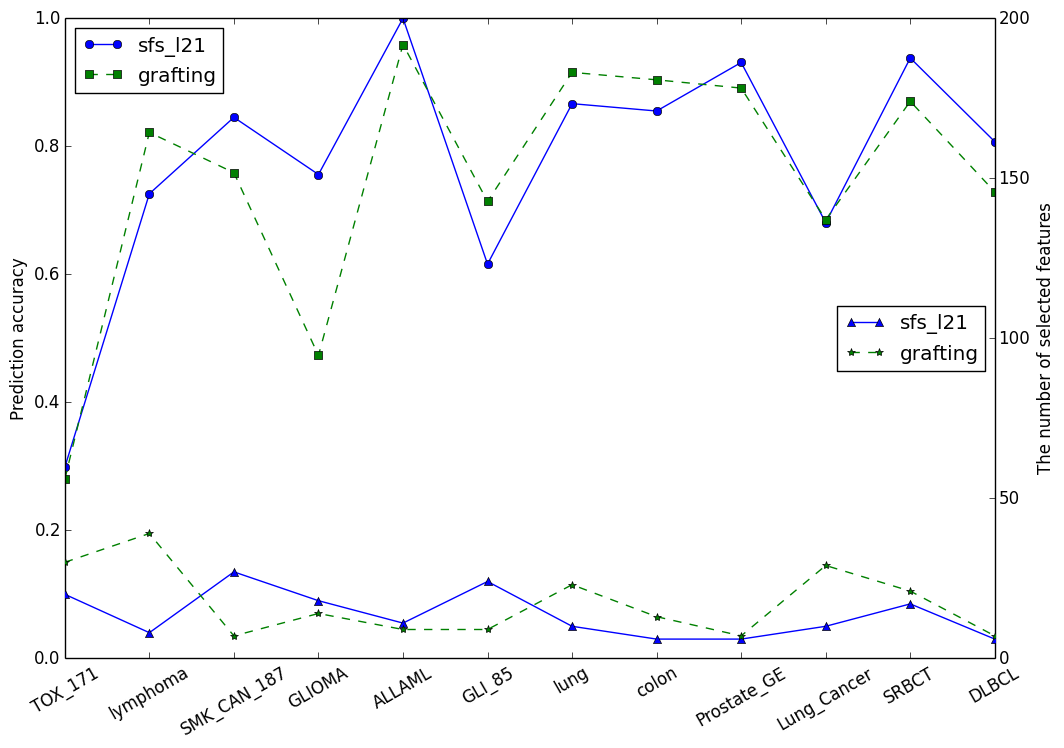 sfs_l21
grafting
sfs_l21
grafting
Prediction accuracy
1.0
0.8
0.6
0.4
0.2
0.0
The number of selected features
200
150
100
50
0
TOX_171
lymphoma
SMK_CAN_187
GLIOMA
ALLAML
GLI_85
lung
colon
Prostate_GE
Lung_Cancer
SRBCT
DLBCL